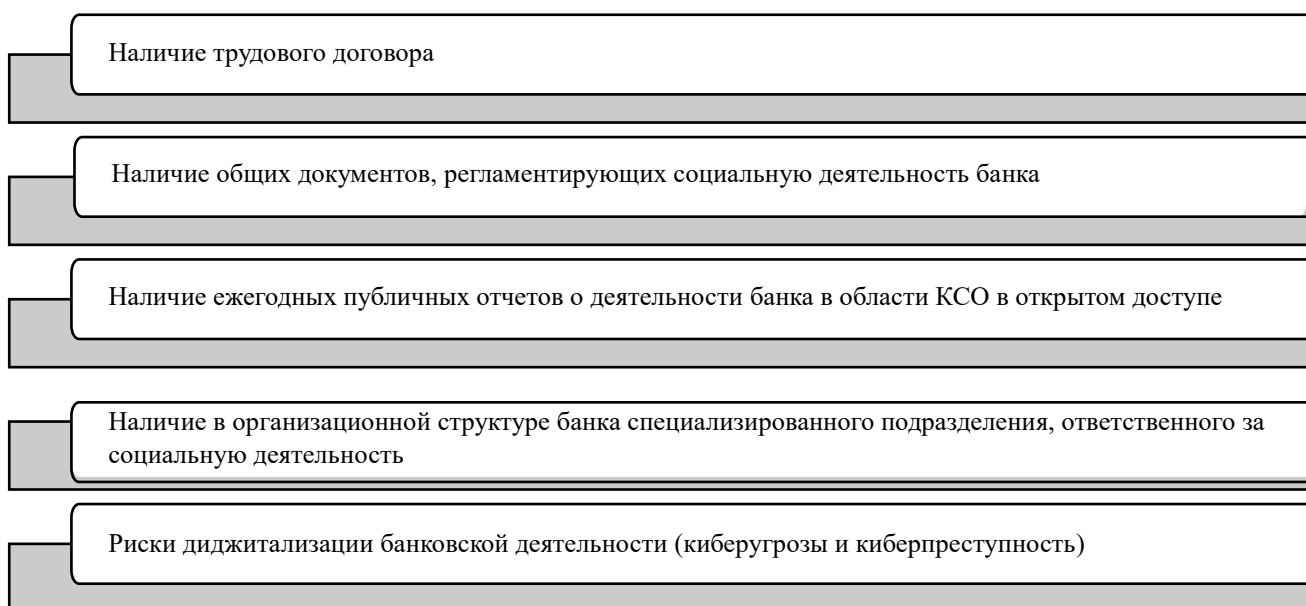 Наличие трудового договора
Наличие общих документов, регламентирующих социальную деятельность банка
Наличие ежегодных публичных отчетов о деятельности банка в области КСО в открытом доступе
Наличие в организационной структуре банка специализированного подразделения, ответственного за
социальную деятельность
Риски диджитализации банковской деятельности (киберугрозы и киберпреступность)